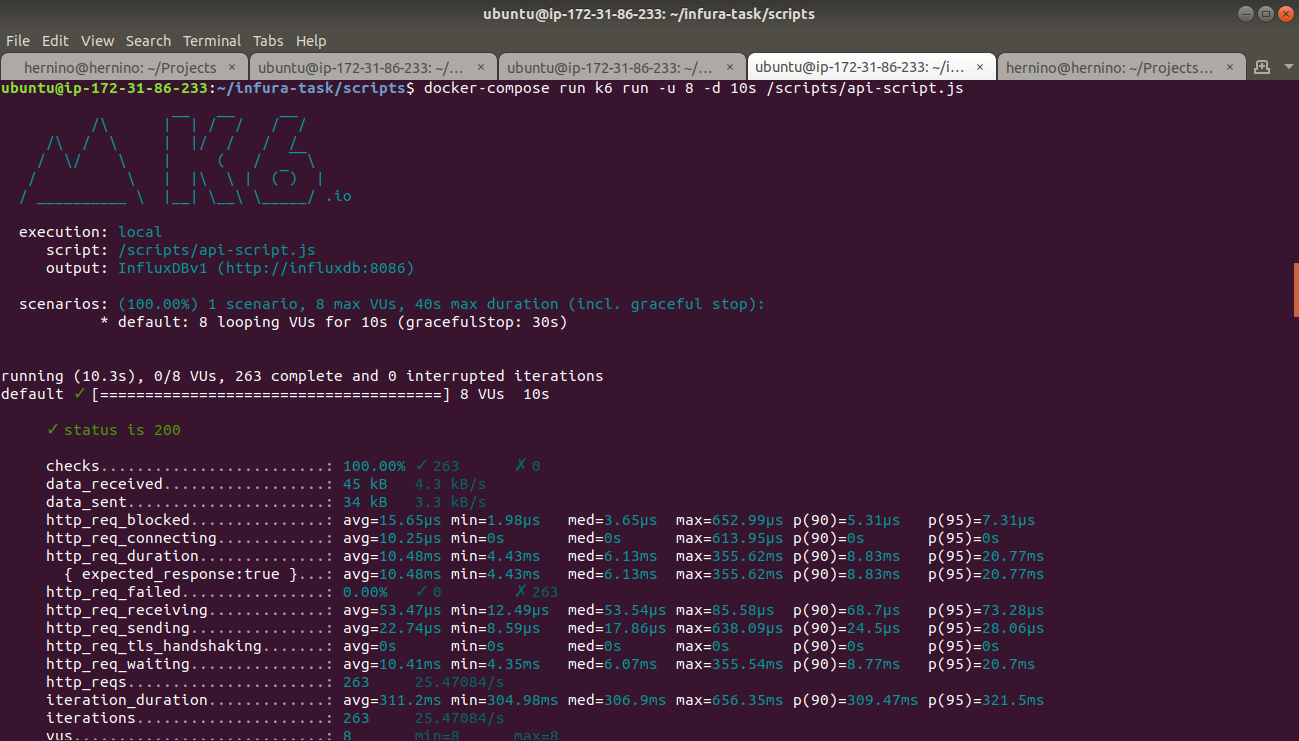 ubuntu@ip-172-31-86-233: ~/infura-task/scripts
File Edit View Search Terminal Tabs Help
hernino@hernino: ~/Projects × ubuntu@ip-172-31-86-233: ~/... × ubuntu@ip-172-31-86-233: ~/... × ubuntu@ip-172-31-86-233: ~/i... × hernino@hernino: ~/Projects... ×
ubuntu@ip-172-31-86-233:~/infura-task/scripts$ docker-compose run k6 run -u 8 -d 10s /scripts/api-script.js
          /\      |‾‾| /‾‾/   /‾‾/
     /\  /  \     |  |/  /   /  /
    /  \/    \    |     (   /   ‾‾\
   /          \   |  |\  \ |  (‾)  |
  / __________ \  |__| \__\ \_____/ .io
execution: local
script: /scripts/api-script.js
output: InfluxDBv1 (http://influxdb:8086)
scenarios: (100.00%) 1 scenario, 8 max VUs, 40s max duration (incl. graceful stop):
* default: 8 looping VUs for 10s (gracefulStop: 30s)
running (10.3s), 0/8 VUs, 263 complete and 0 interrupted iterations
default ✓ [======================================] 8 VUs  10s
✓ status is 200
checks.........................: 100.00% ✓ 263 ✗ 0
data_received..................: 45 kB 4.3 kB/s
data_sent......................: 34 kB 3.3 kB/s
http_req_blocked...............: avg=15.65µs min=1.98µs med=3.65µs max=652.99µs p(90)=5.31µs p(95)=7.31µs
http_req_connecting............: avg=10.25µs min=0s med=0s max=613.95µs p(90)=0s p(95)=0s
http_req_duration..............: avg=10.48ms min=4.43ms med=6.13ms max=355.62ms p(90)=8.83ms p(95)=20.77ms
{ expected_response:true }...: avg=10.48ms min=4.43ms med=6.13ms max=355.62ms p(90)=8.83ms p(95)=20.77ms
http_req_failed................: 0.00% ✓ 0 ✗ 263
http_req_receiving.............: avg=53.47µs min=12.49µs med=53.54µs max=85.58µs p(90)=68.7µs p(95)=73.28µs
http_req_sending...............: avg=22.74µs min=8.59µs med=17.86µs max=638.09µs p(90)=24.5µs p(95)=28.06µs
http_req_tls_handshaking.......: avg=0s min=0s med=0s max=0s p(90)=0s p(95)=0s
http_req_waiting...............: avg=10.41ms min=4.35ms med=6.07ms max=355.54ms p(90)=8.77ms p(95)=20.7ms
http_reqs......................: 263 25.47084/s
iteration_duration.............: avg=311.2ms min=304.98ms med=306.9ms max=656.35ms p(90)=309.47ms p(95)=321.5ms
iterations.....................: 263 25.47084/s
vus............................: 8 min=8 max=8